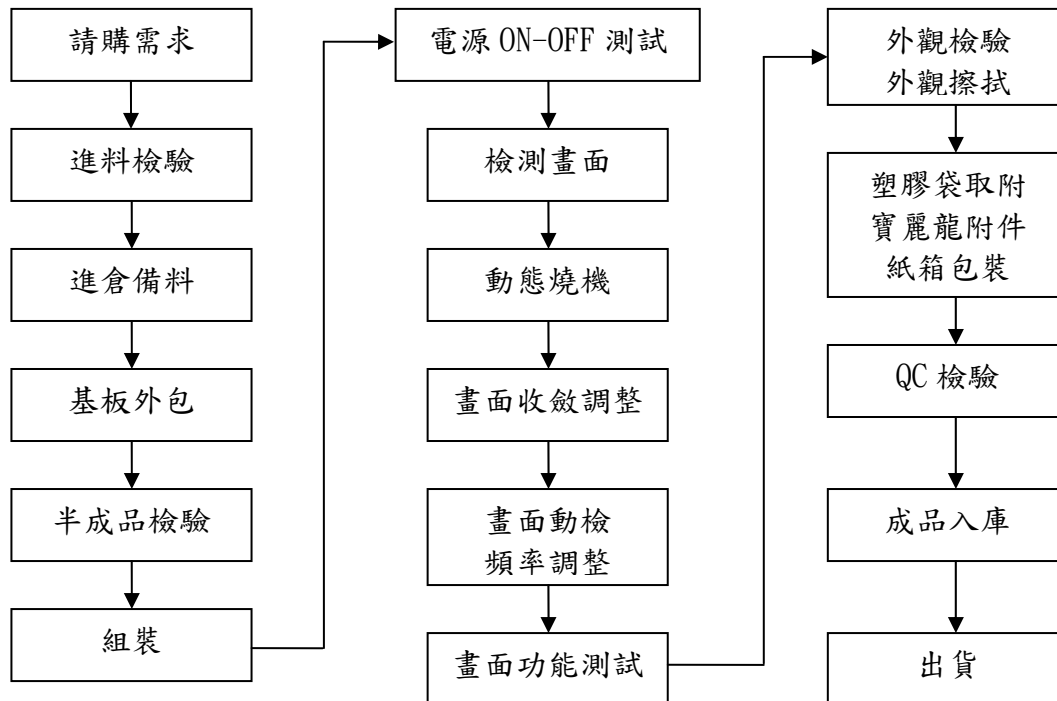 請購需求
進料檢驗
進倉備料
基板外包
半成品檢驗
組裝
電源 ON-OFF 測試
檢測畫面
動態燒機
畫面收斂調整
畫面動檢
頻率調整
畫面功能測試
外觀檢驗
外觀擦拭
塑膠袋取附
寶麗龍附件
紙箱包裝
QC 檢驗
成品入庫
出貨